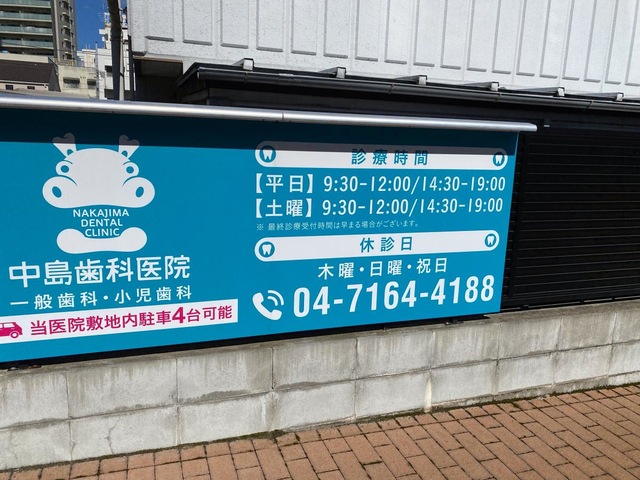 NAKAJIMA
DENTAL
CLINIC
中島歯科医院
一般歯科・小児歯科
当医院敷地内駐車4台可能
診療時間
【平日】9:30-12:00/14:30-19:00
【土曜】9:30-12:00/14:30-19:00
※ 最終診療受付時間は早まる場合がございます。
休診日
木曜・日曜・祝日
04-7164-4188